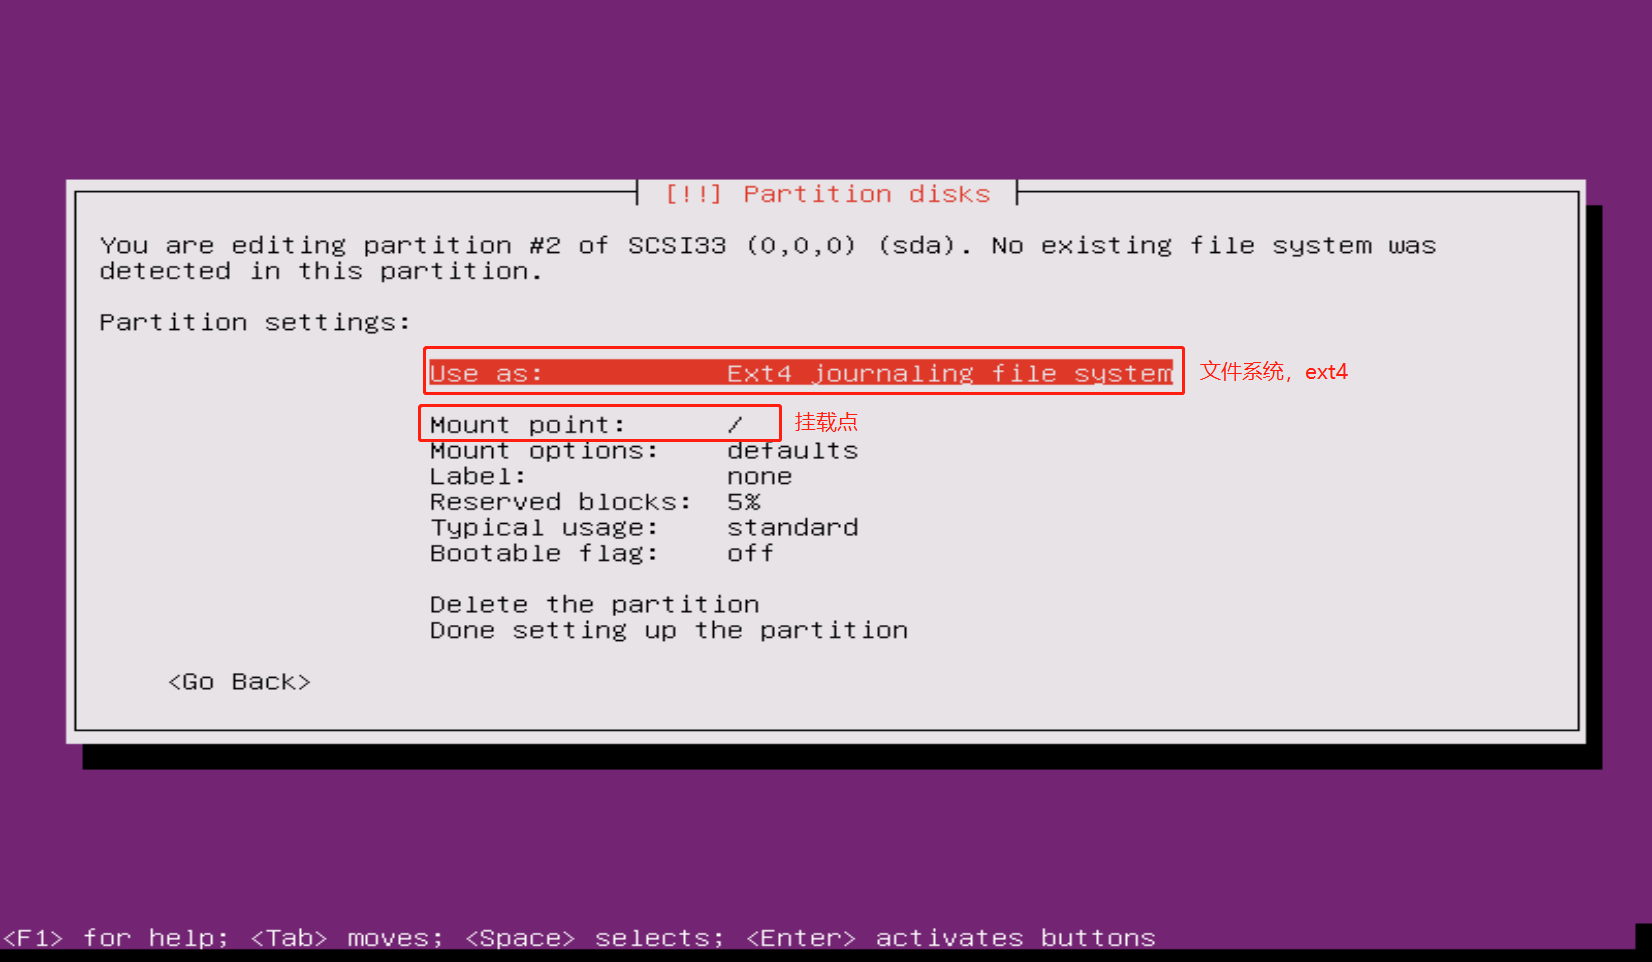 [!!] Partition disks
You are editing partition #2 of SCSI33 (0,0,0) (sda). No existing file system was
detected in this partition.
Partition settings:
Use as: Ext4 journaling file system 文件系统，ext4
Mount point: / 挂载点
Mount options: defaults
Label: none
Reserved blocks: 5%
Typical usage: standard
Bootable flag: off
Delete the partition
Done setting up the partition
<Go Back>
<F1> for help; <Tab> moves; <Space> selects; <Enter> activates buttons